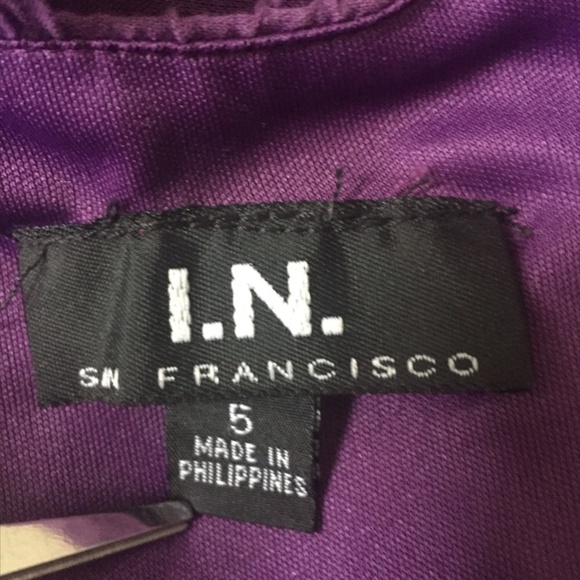 I.N.
SAN FRANCISCO
5
MADE IN
PHILIPPINES